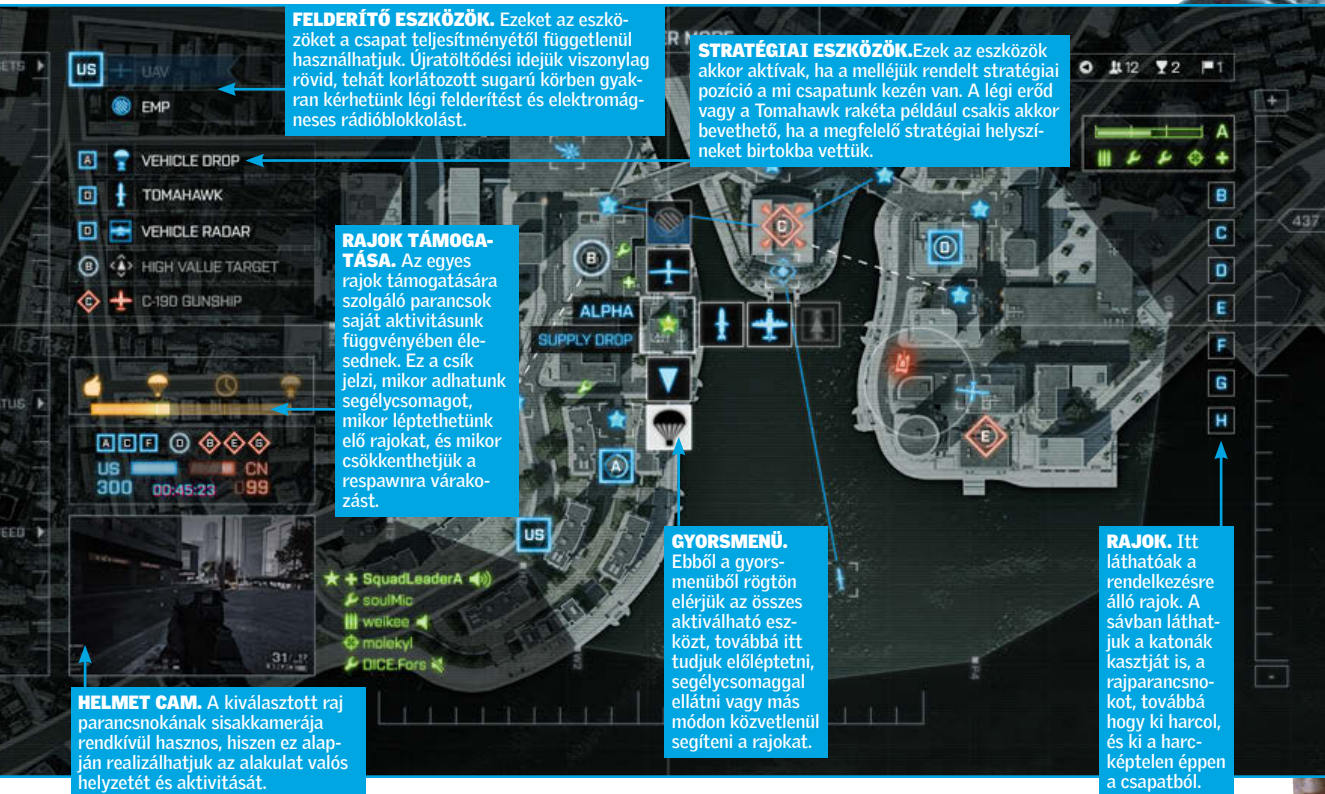 FELDERÍTŐ ESZKÖZÖK. Ezeket az eszkö-
zöket a csapat teljesítményétől függetlenül
használhatjuk. Újratöltődési idejük viszonylag
rövid, tehát korlátozott sugarú körben gyak-
ran kérhetünk légi felderítést és elektromág-
neses rádióblokkolást.
ER MODE
STRATÉGIAI ESZKÖZÖK.Ezek az eszközök
akkor aktívak, ha a melléjük rendelt stratégiai
pozíció a mi csapatunk kezén van. A légi erőd
vagy a Tomahawk rakéta például csakis akkor
bevethető, ha a megfelelő stratégiai helyszí-
neket birtokba vettük.
12 2 1
ETS
US UAV
EMP
A VEHICLE DROP
D TOMAHAWK
D VEHICLE RADAR
B HIGH VALUE TARGET
C C-190 GUNSHIP
RAJOK TÁMOGA-
TÁSA. Az egyes
rajok támogatására
szolgáló parancsok
saját aktivitásunk
függvényében éle-
sednek. Ez a csík
jelzi, mikor adhatunk
segélycsomagot,
mikor léptethetünk
elő rajokat, és mikor
csökkenthetjük a
respawnra várako-
zást.
B
C
D
ALPHA
SUPPLY DROP
A
E
US
A
B
C
D
E
F
G
H
437
+
-
TUS
A C F D B E G
US CN
300 00:45:23 099
EED
31/
SquadLeaderA
soulMic
weikee
molekyl
DICE.Fors
HELMET CAM. A kiválasztott raj
parancsnokának sisakkamerája
rendkívül hasznos, hiszen ez alap-
ján realizálhatjuk az alakulat valós
helyzetét és aktivitását.
GYORSMENÜ.
Ebből a gyors-
menüből rögtön
elérjük az összes
aktiválható esz-
közt, továbbá itt
tudjuk előléptetni,
segélycsomaggal
ellátni vagy más
módon közvetlenül
segíteni a rajokat.
RAJOK. Itt
láthatóak a
rendelkezésre
álló rajok. A
sávban láthat-
juk a katonák
kasztját is, a
rajparancsno-
kot, továbbá
hogy ki harcol,
és ki a harc-
képtelen éppen
a csapatból.